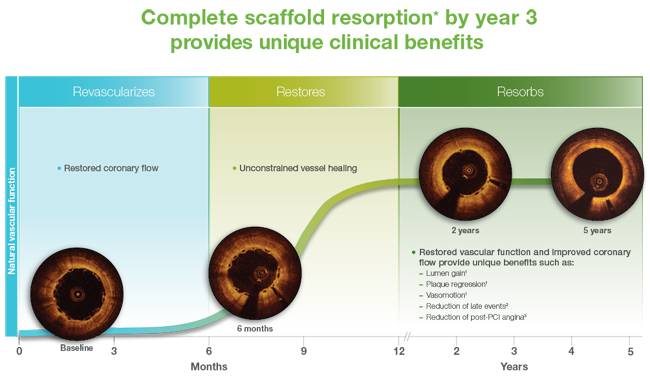 Complete scaffold resorption* by year 3
provides unique clinical benefits
Revascularizes
Restores
Resorbs
Natural vascular function
• Restored coronary flow
• Unconstrained vessel healing
2 years
5 years
• Restored vascular function and improved coronary
flow provide unique benefits such as:
– Lumen gain¹
– Plaque regression¹
– Vasomotion¹
– Reduction of late events²
– Reduction of post-PCI angina³
Baseline
6 months
0 3 6 9 12 2 3 4 5
Months
Years